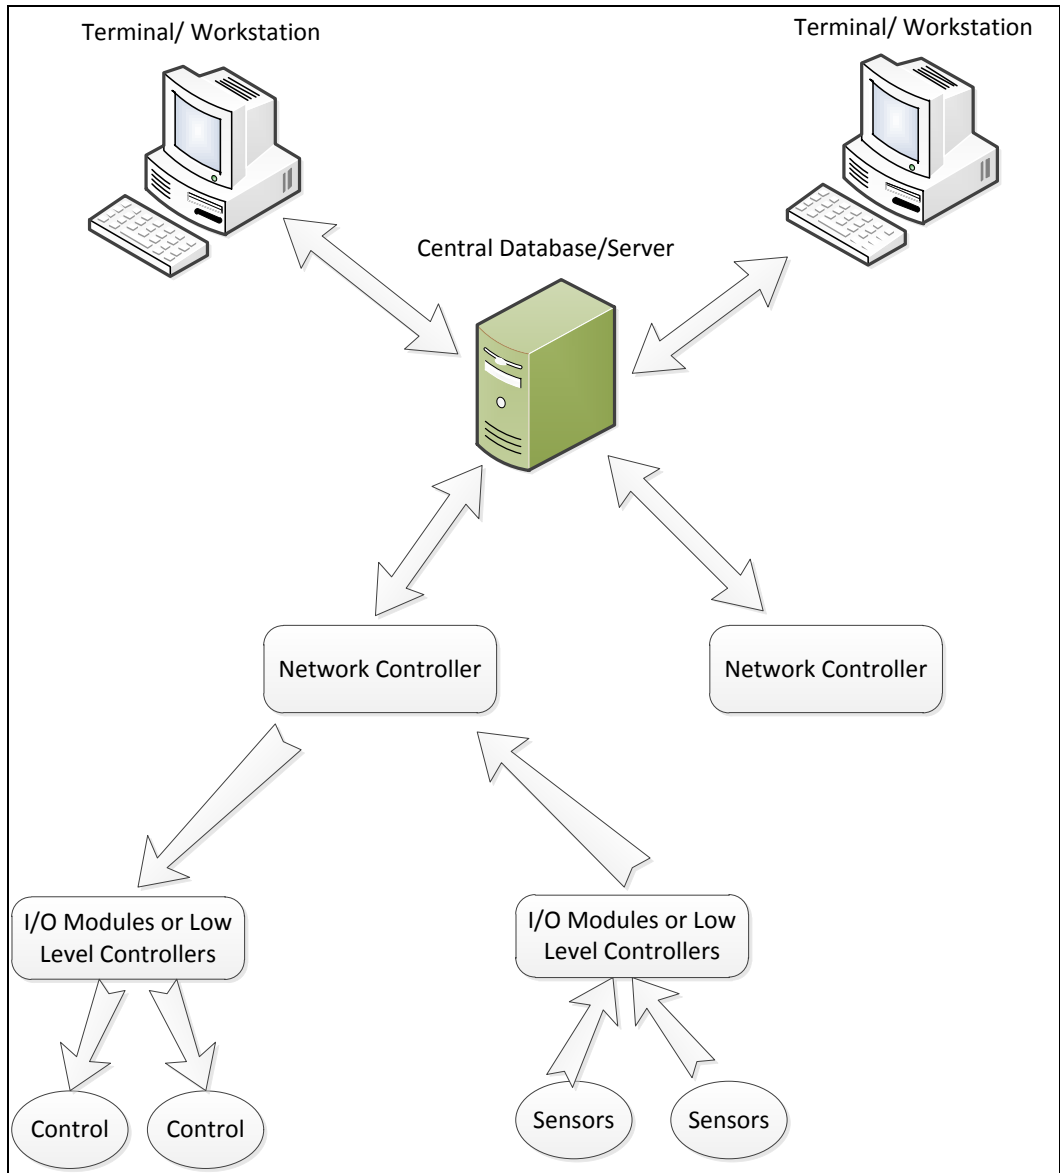 Terminal/ Workstation
Terminal/ Workstation
Central Database/Server
Network Controller
Network Controller
I/O Modules or Low
Level Controllers
I/O Modules or Low
Level Controllers
Control
Control
Sensors
Sensors